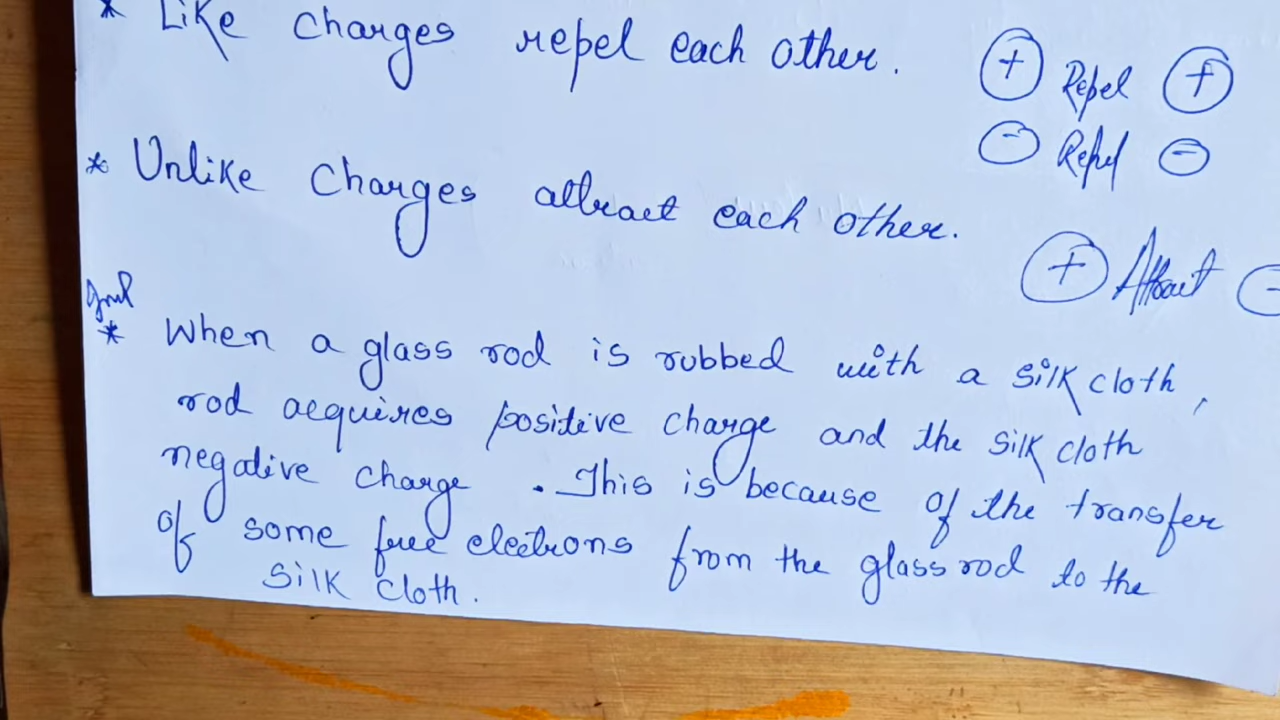 * Like charges repel each other. + Repel +
- Repel -
* Unlike charges attract each other.
+ Attract -
* When a glass rod is rubbed with a silk cloth,
rod acquires positive charge and the silk cloth
negative charge. This is because of the transfer
of some free electrons from the glass rod to the
silk cloth.